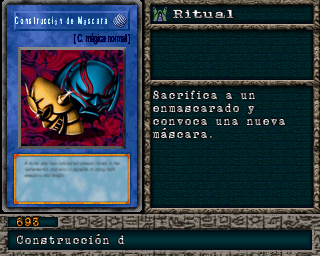 Construcción de Máscara
[C. mágica normal]
Ritual
Sacrifica a un
enmascarado y
convoca una nueva
máscara.
693
Construcción d